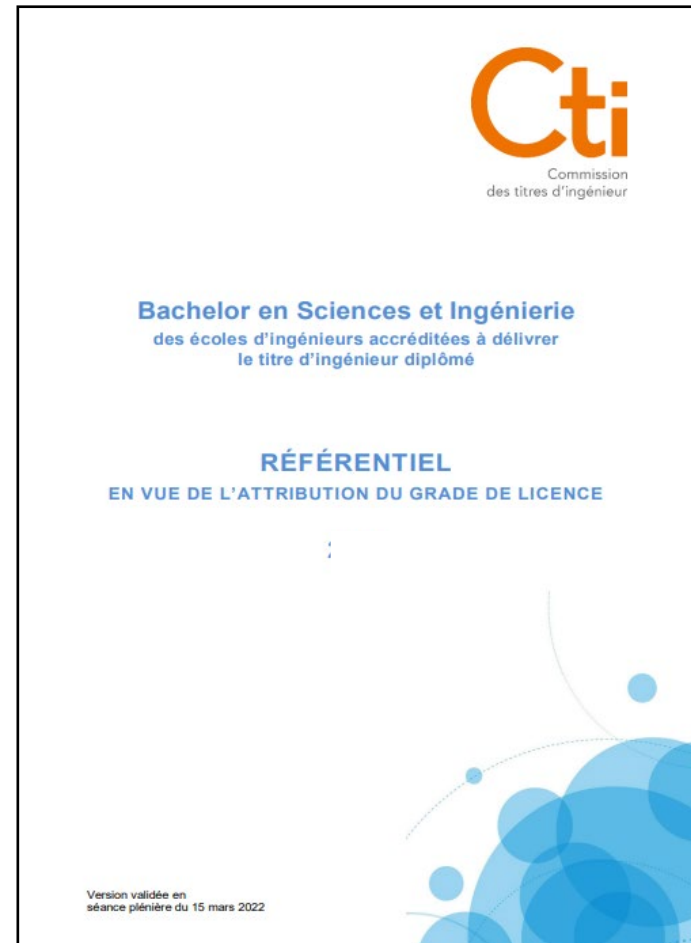 Cti
Commission
des titres d'ingénieur
Bachelor en Sciences et Ingénierie
des écoles d'ingénieurs accréditées à délivrer
le titre d'ingénieur diplômé
RÉFÉRENTIEL
EN VUE DE L'ATTRIBUTION DU GRADE DE LICENCE
Version validée en
séance plénière du 15 mars 2022